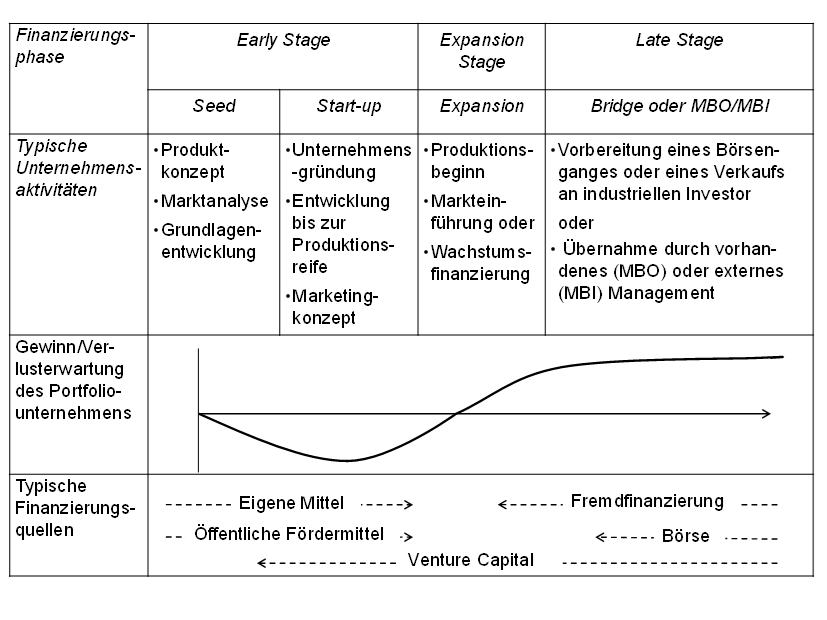 Finanzierungs-
phase
Early Stage
Expansion
Stage
Late Stage
Seed
Start-up
Expansion
Bridge oder MBO/MBI
Typische
Unternehmens-
aktivitäten
•Produkt-
konzept
•Marktanalyse
•Grundlagen-
entwicklung
•Unternehmens
-gründung
•Entwicklung
bis zur
Produktions-
reife
•Marketing-
konzept
•Produktions-
beginn
•Marktein-
führung oder
•Wachstums-
finanzierung
•Vorbereitung eines Börsen-
ganges oder eines Verkaufs
an industriellen Investor
oder
• Übernahme durch vorhan-
denes (MBO) oder externes
(MBI) Management
Gewinn/Ver-
lusterwartung
des Portfolio-
unternehmens
Typische
Finanzierungs-
quellen
Eigene Mittel
Fremdfinanzierung
Öffentliche Fördermittel
Börse
Venture Capital